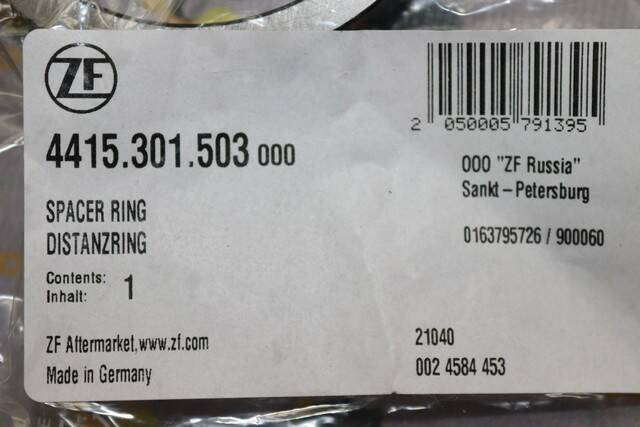 ZF
2 050005 791395
4415.301.503 000
OOO "ZF Russia"
Sankt-Petersburg
SPACER RING
DISTANZRING
0163795726 / 900060
Contents:
Inhalt: 1
ZF Aftermarket,www.zf.com
Made in Germany
21040
002 4584 453